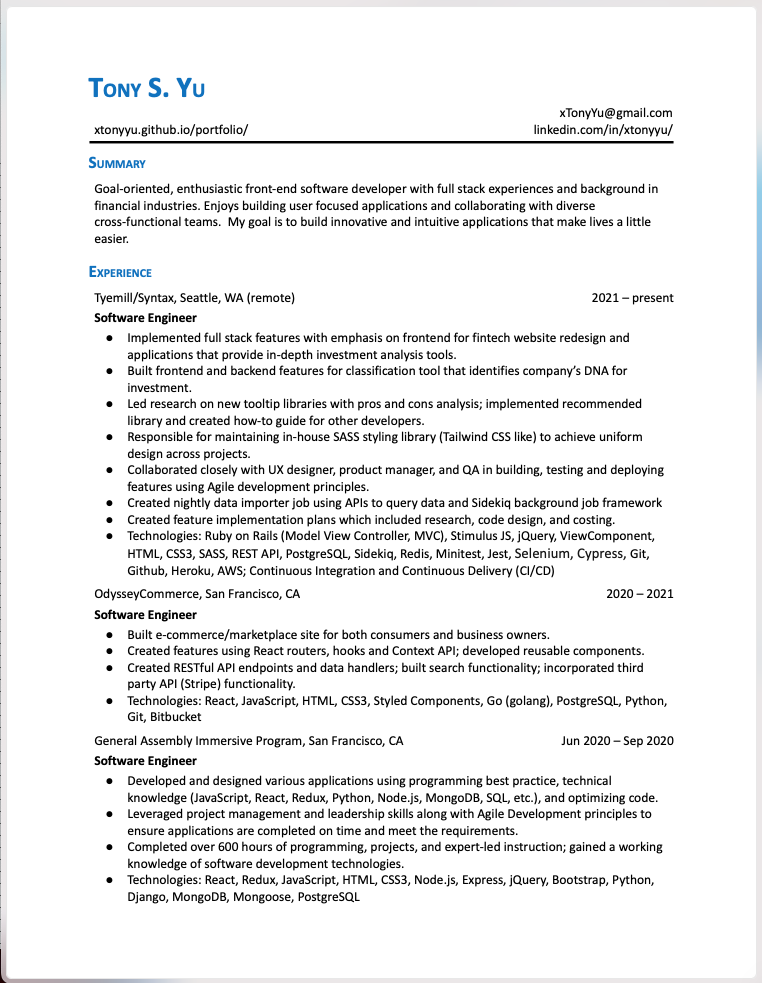 Tony S. Yu
xTonyYu@gmail.com
xtonyyu.github.io/portfolio/ linkedin.com/in/xtonyyu/
Summary
Goal-oriented, enthusiastic front-end software developer with full stack experiences and background in
financial industries. Enjoys building user focused applications and collaborating with diverse
cross-functional teams.  My goal is to build innovative and intuitive applications that make lives a little
easier.
Experience
Tyemill/Syntax, Seattle, WA (remote) 2021 – present
Software Engineer
● Implemented full stack features with emphasis on frontend for fintech website redesign and
applications that provide in-depth investment analysis tools.
● Built frontend and backend features for classification tool that identifies company’s DNA for
investment.
● Led research on new tooltip libraries with pros and cons analysis; implemented recommended
library and created how-to guide for other developers.
● Responsible for maintaining in-house SASS styling library (Tailwind CSS like) to achieve uniform
design across projects.
● Collaborated closely with UX designer, product manager, and QA in building, testing and deploying
features using Agile development principles.
● Created nightly data importer job using APIs to query data and Sidekiq background job framework
● Created feature implementation plans which included research, code design, and costing.
● Technologies: Ruby on Rails (Model View Controller, MVC), Stimulus JS, jQuery, ViewComponent,
HTML, CSS3, SASS, REST API, PostgreSQL, Sidekiq, Redis, Minitest, Jest, Selenium, Cypress, Git,
Github, Heroku, AWS; Continuous Integration and Continuous Delivery (CI/CD)
OdysseyCommerce, San Francisco, CA 2020 – 2021
Software Engineer
● Built e-commerce/marketplace site for both consumers and business owners.
● Created features using React routers, hooks and Context API; developed reusable components.
● Created RESTful API endpoints and data handlers; built search functionality; incorporated third
party API (Stripe) functionality.
● Technologies: React, JavaScript, HTML, CSS3, Styled Components, Go (golang), PostgreSQL, Python,
Git, Bitbucket
General Assembly Immersive Program, San Francisco, CA Jun 2020 – Sep 2020
Software Engineer
● Developed and designed various applications using programming best practice, technical
knowledge (JavaScript, React, Redux, Python, Node.js, MongoDB, SQL, etc.), and optimizing code.
● Leveraged project management and leadership skills along with Agile Development principles to
ensure applications are completed on time and meet the requirements.
● Completed over 600 hours of programming, projects, and expert-led instruction; gained a working
knowledge of software development technologies.
● Technologies: React, Redux, JavaScript, HTML, CSS3, Node.js, Express, jQuery, Bootstrap, Python,
Django, MongoDB, Mongoose, PostgreSQL